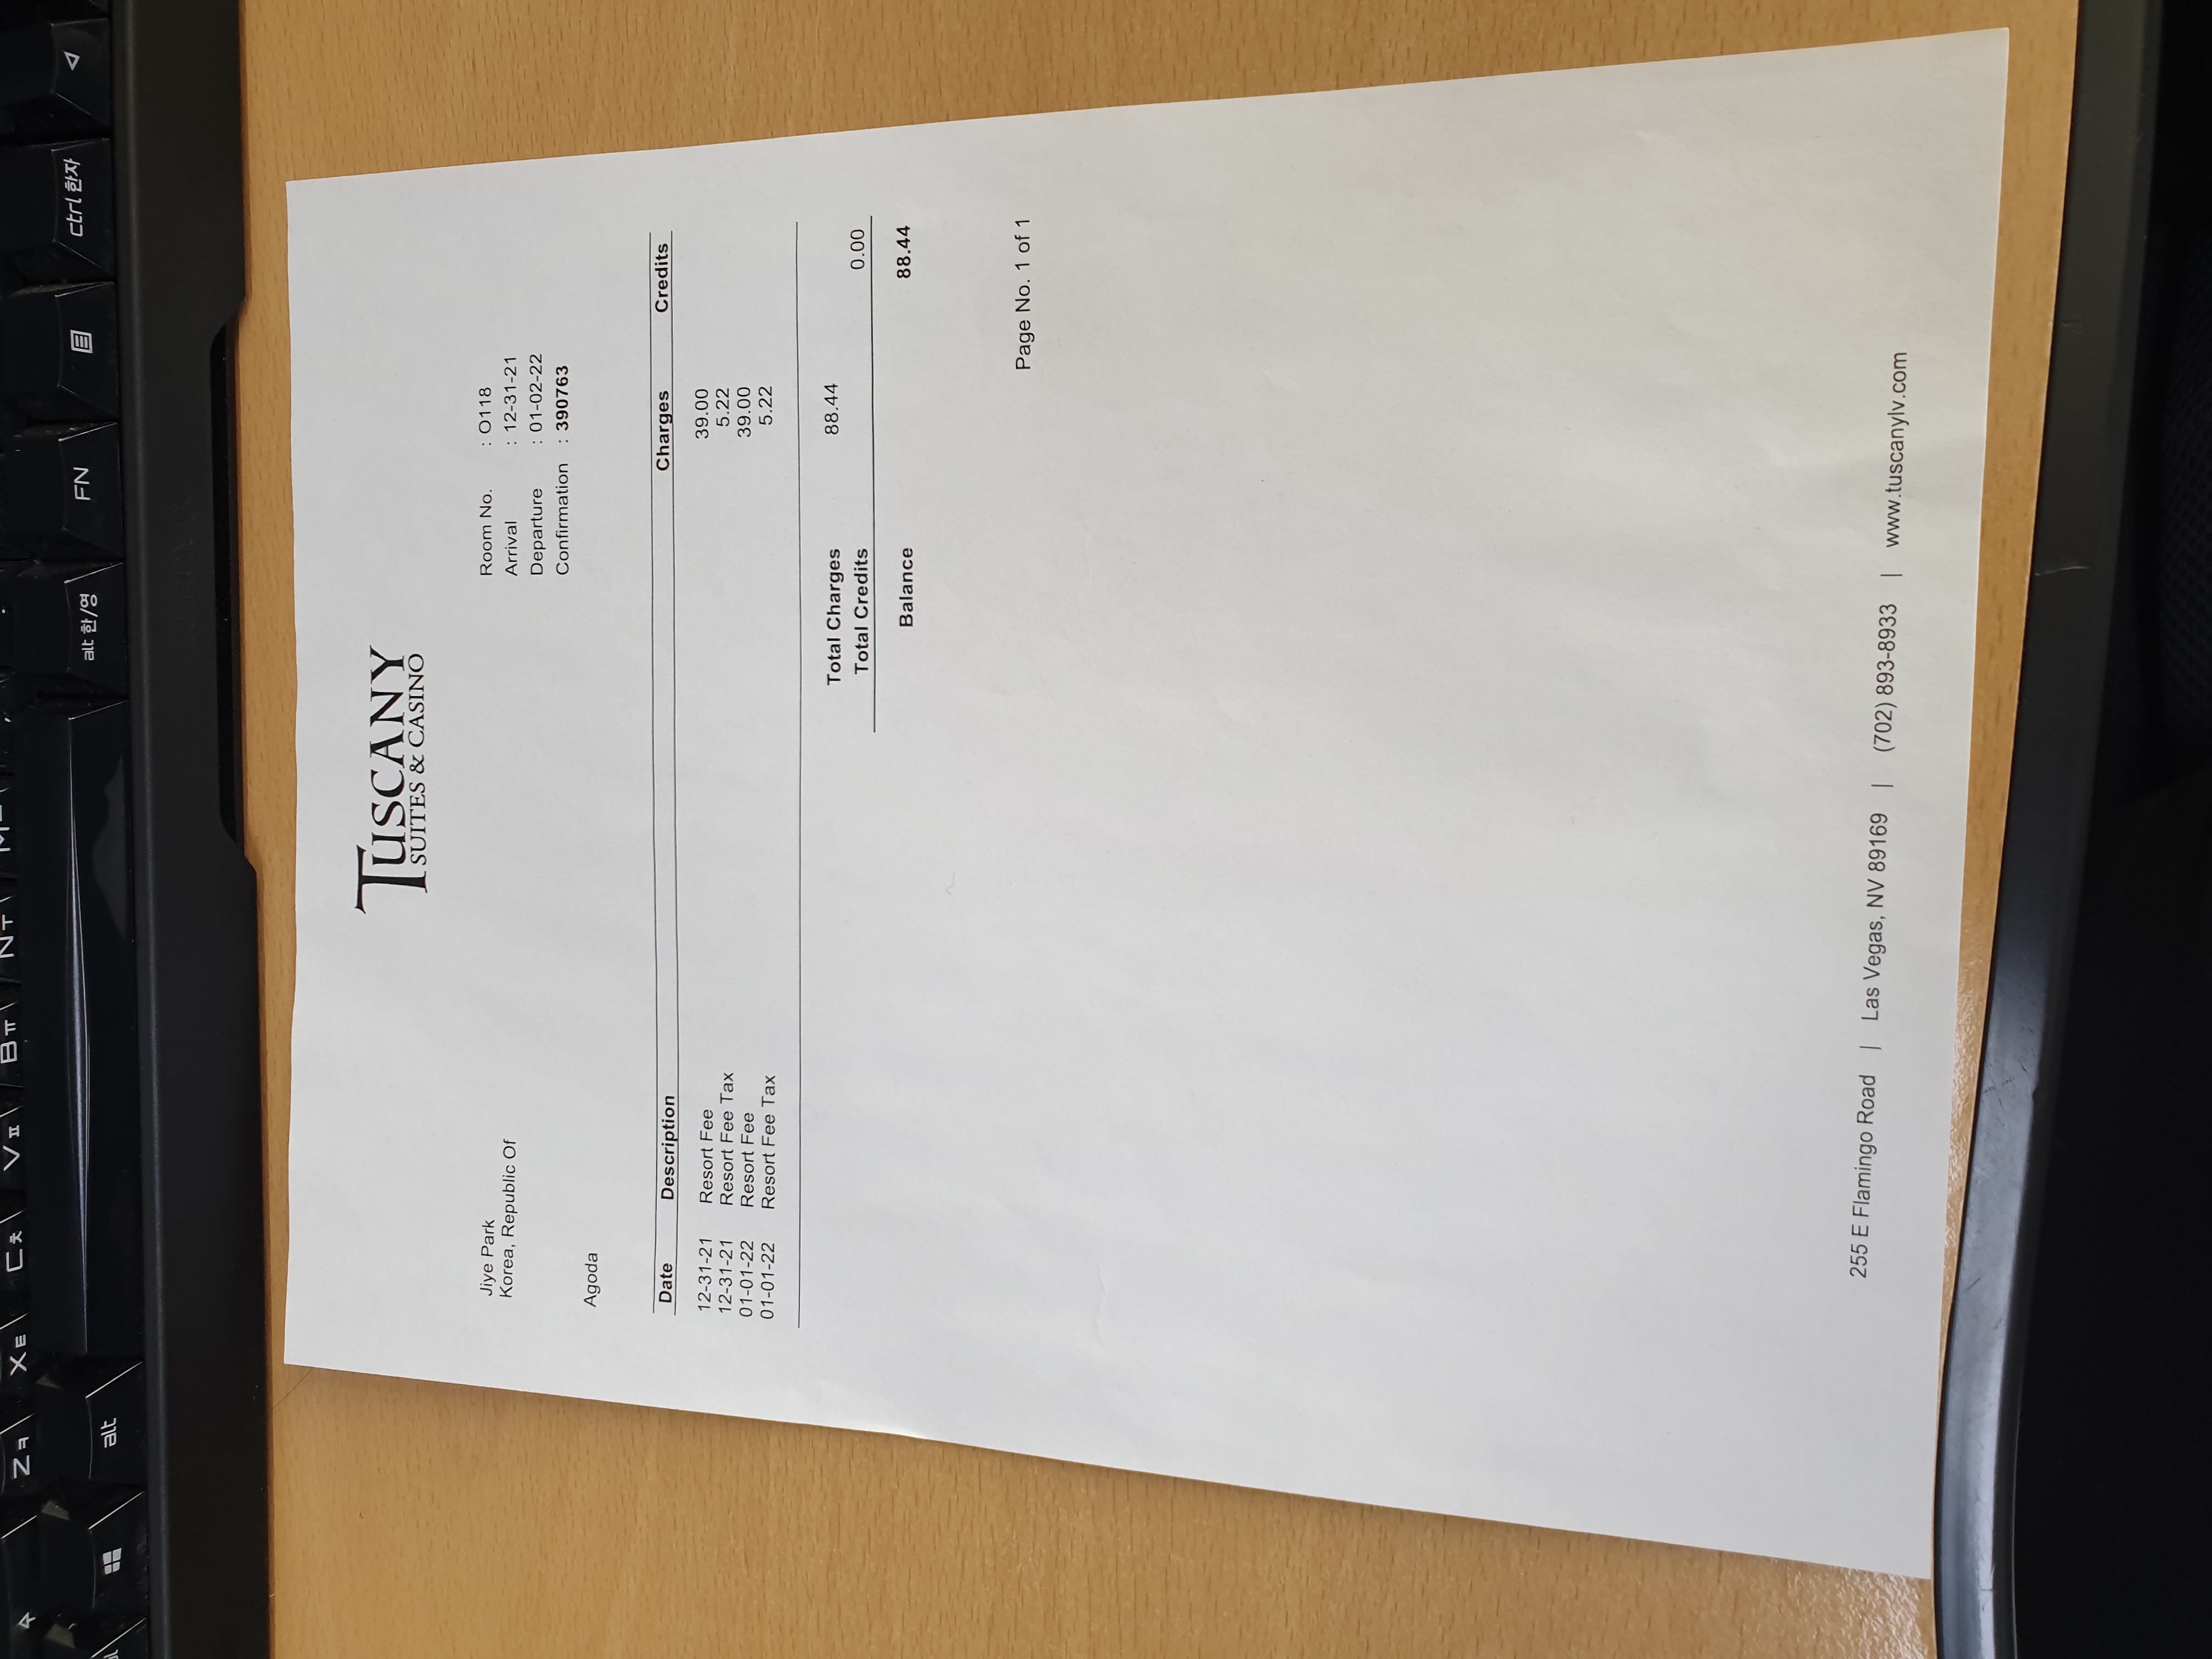 Z ㅋ X ㅌ C ㅊ V ㅍ B ㅠ N ㅜ M
alt alt 한/영 FN ctrl 한자
TUSCANY
SUITES & CASINO
Jiye Park
Korea, Republic Of
Room No. : O118
Arrival : 12-31-21
Departure : 01-02-22
Confirmation : 390763
Agoda
Date Description Charges Credits
12-31-21 Resort Fee 39.00
12-31-21 Resort Fee Tax 5.22
01-01-22 Resort Fee 39.00
01-01-22 Resort Fee Tax 5.22
Total Charges 88.44
Total Credits 0.00
Balance 88.44
Page No. 1 of 1
255 E Flamingo Road | Las Vegas, NV 89169 | (702) 893-8933 | www.tuscanylv.com